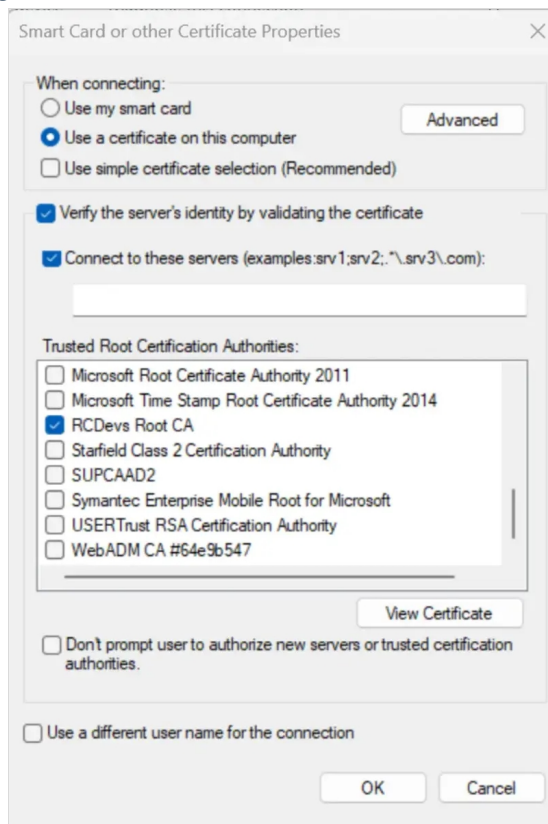 Smart Card or other Certificate Properties
When connecting:
Use my smart card
Advanced
Use a certificate on this computer
Use simple certificate selection (Recommended)
Verify the server's identity by validating the certificate
Connect to these servers (examples:srv1;srv2;.*\.srv3\.com):
Trusted Root Certification Authorities:
Microsoft Root Certificate Authority 2011
Microsoft Time Stamp Root Certificate Authority 2014
RCDevs Root CA
Starfield Class 2 Certification Authority
SUPCAAD2
Symantec Enterprise Mobile Root for Microsoft
USERTrust RSA Certification Authority
WebADM CA #64e9b547
View Certificate
Don't prompt user to authorize new servers or trusted certification
authorities.
Use a different user name for the connection
OK
Cancel